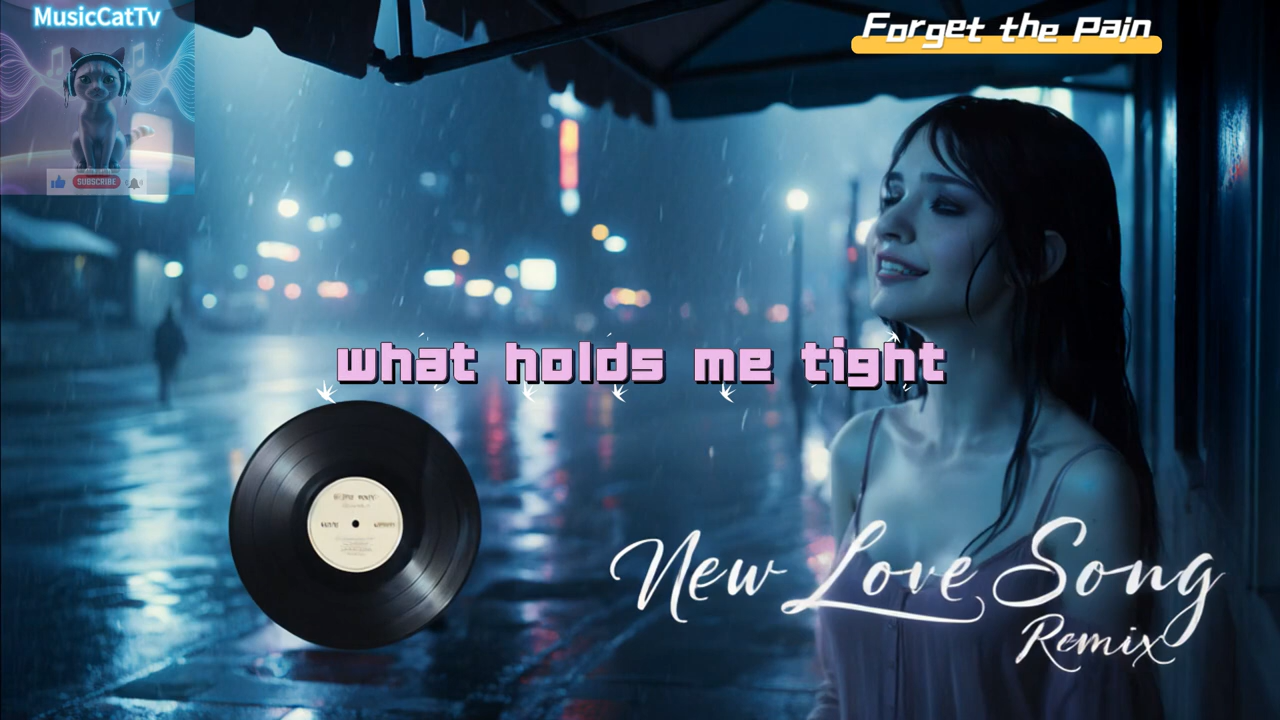 MusicCatTv
Forget the Pain
SUBSCRIBE
what holds me tight
New Love Song
Remix